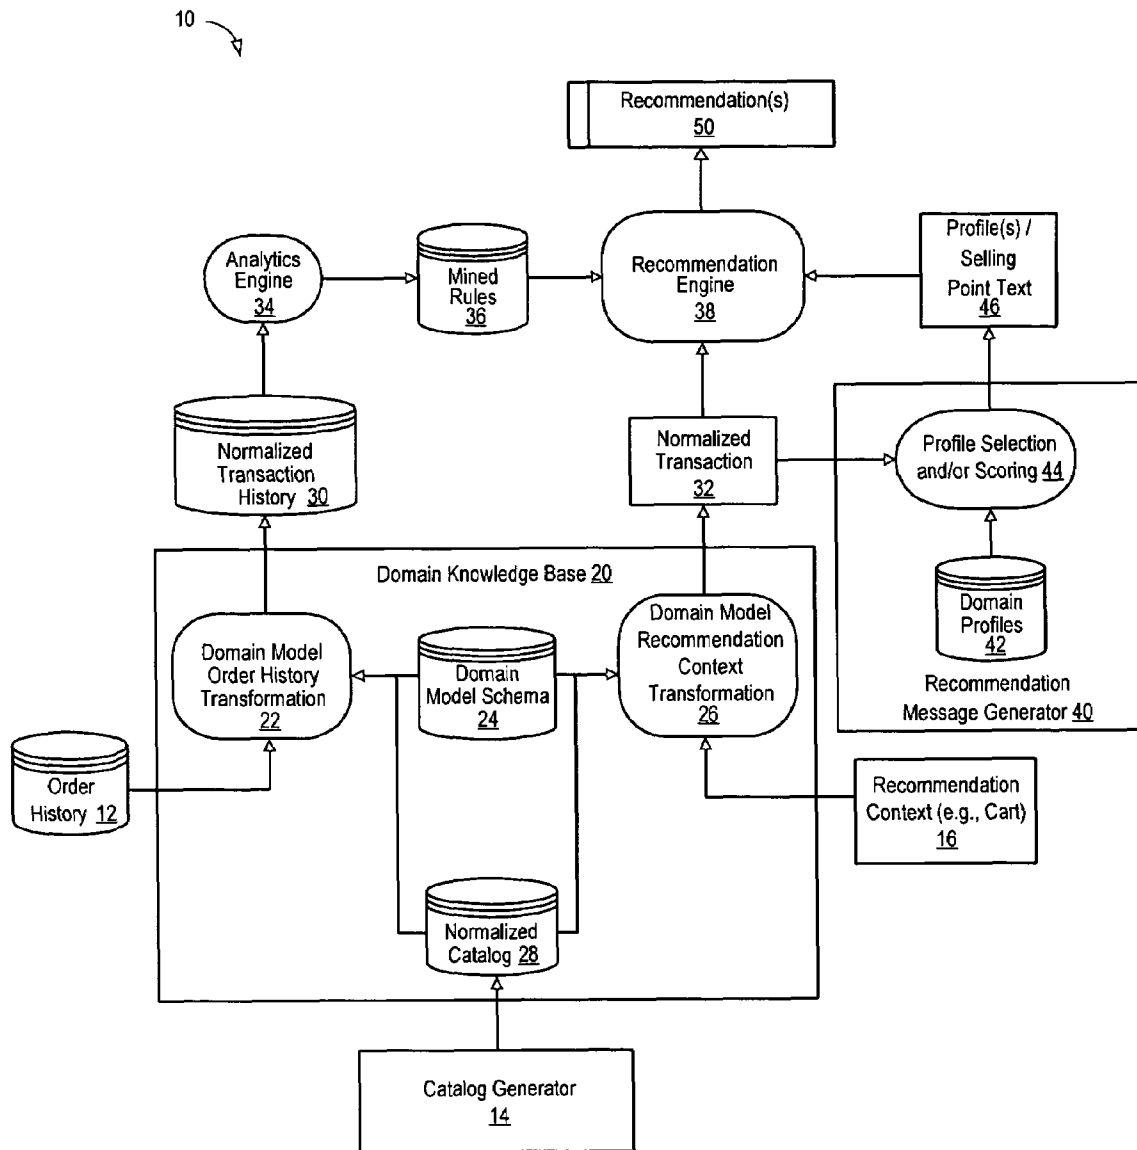 10
Recommendation(s)
50
Analytics
Engine
34
Mined
Rules
36
Recommendation
Engine
38
Profile(s) /
Selling
Point Text
46
Normalized
Transaction
History 30
Normalized
Transaction
32
Profile Selection
and/or Scoring 44
Domain Knowledge Base 20
Domain Model
Order History
Transformation
22
Domain
Model Schema
24
Domain Model
Recommendation
Context
Transformation
26
Domain
Profiles
42
Recommendation
Message Generator 40
Order
History 12
Recommendation
Context (e.g., Cart)
16
Normalized
Catalog 28
Catalog Generator
14